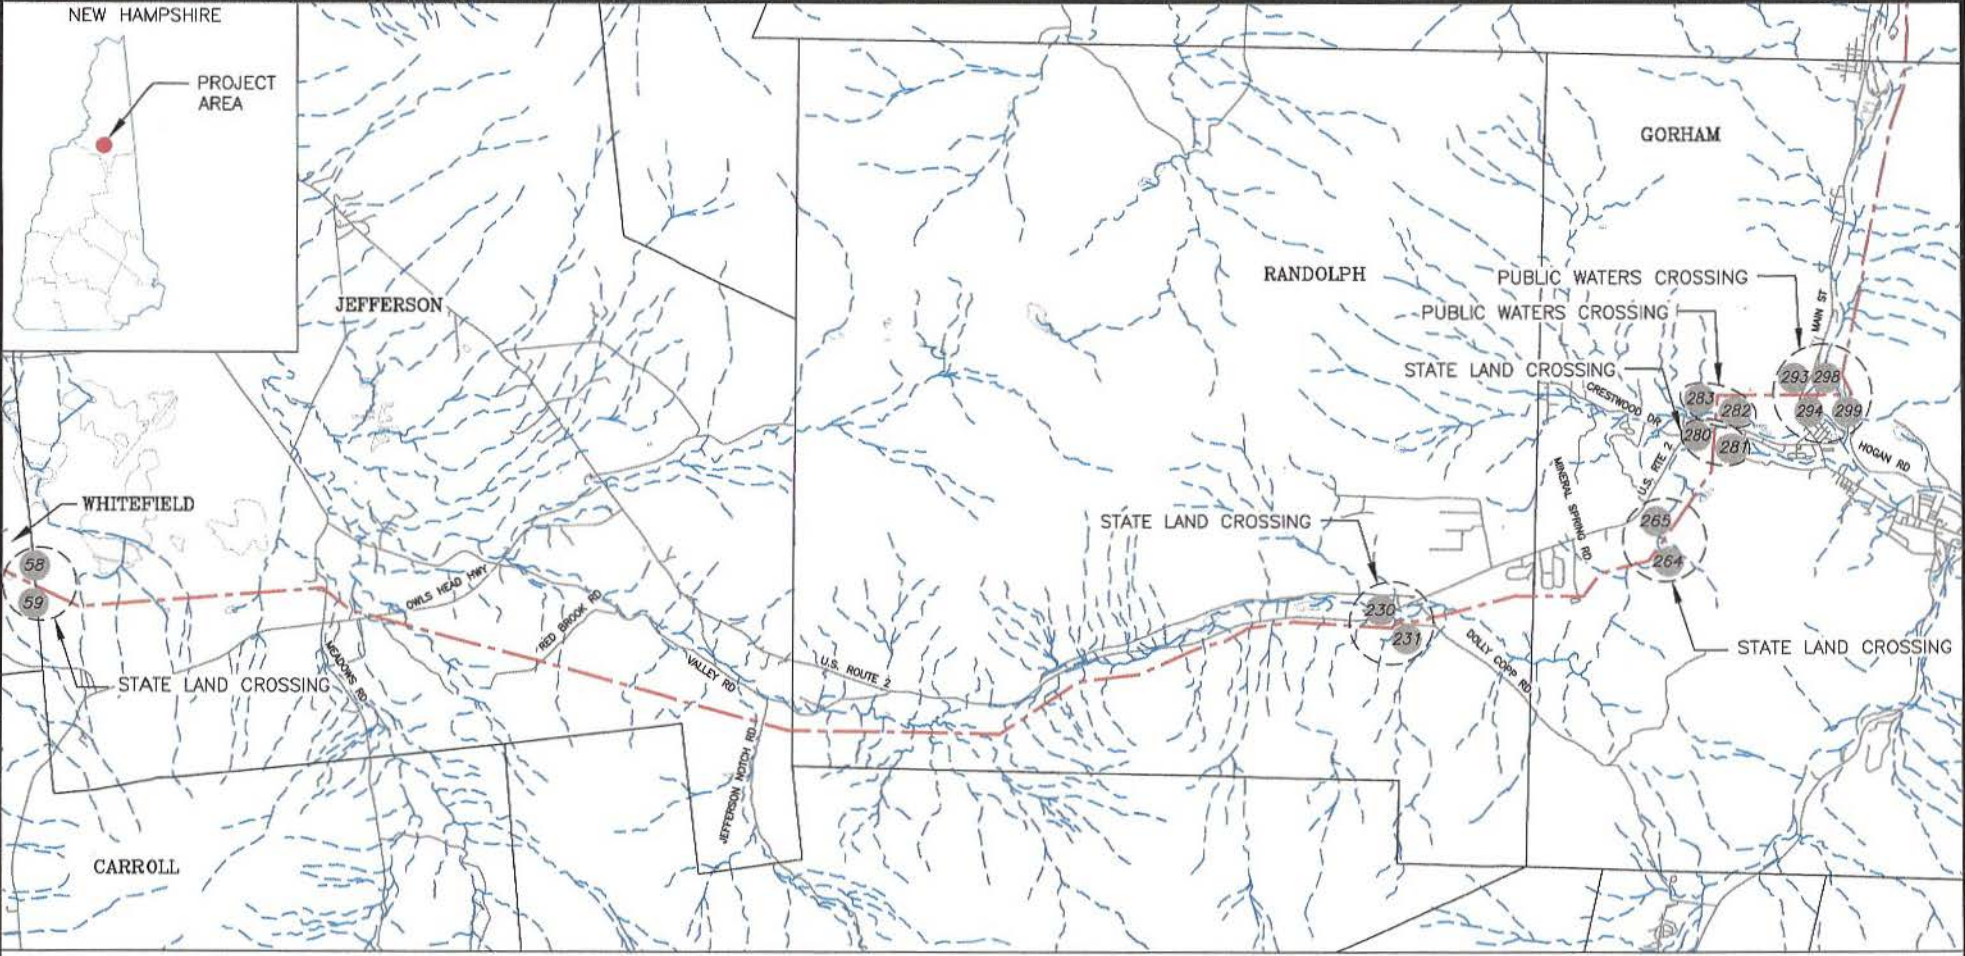 NEW HAMPSHIRE
PROJECT
AREA
GORHAM
JEFFERSON
RANDOLPH
PUBLIC WATERS CROSSING
PUBLIC WATERS CROSSING
MAIN ST
STATE LAND CROSSING
293
298
283
282
294
299
CRESTWOOD DR
280
281
HOGAN RD
U.S. RTE 2
MINERAL SPRING RD
WHITEFIELD
STATE LAND CROSSING
265
264
58
59
OWLS HEAD HWY
RED BROOK RD
230
231
DOLLY COPP RD
STATE LAND CROSSING
MEADOWS RD
VALLEY RD
U.S. ROUTE 2
STATE LAND CROSSING
JEFFERSON NOTCH RD
CARROLL